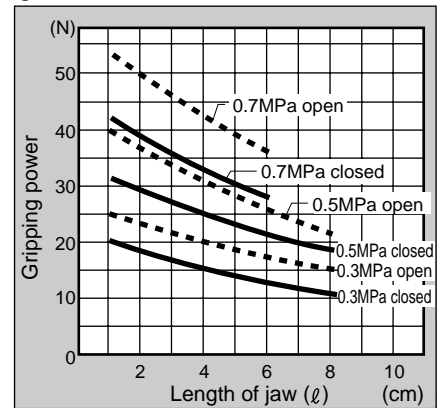 (N)
50
40
30
20
10
0
Gripping power
0.7MPa open
0.7MPa closed
0.5MPa open
0.5MPa closed
0.3MPa open
0.3MPa closed
2 4 6 8 10
Length of jaw (ℓ) (cm)